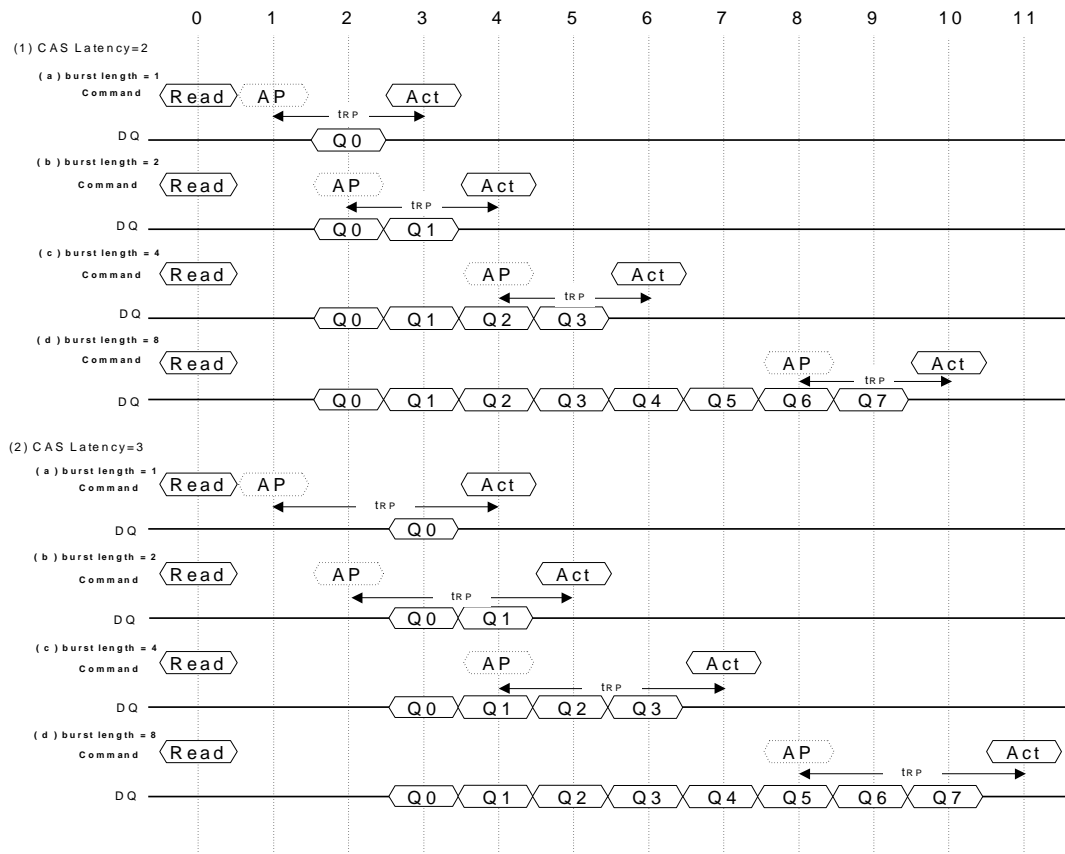 0 1 2 3 4 5 6 7 8 9 10 11
(1) CAS Latency=2
(a) burst length = 1
Command Read AP Act
tRP
DQ Q0
(b) burst length = 2
Command Read AP Act
tRP
DQ Q0 Q1
(c) burst length = 4
Command Read AP Act
tRP
DQ Q0 Q1 Q2 Q3
(d) burst length = 8
Command Read AP Act
tRP
DQ Q0 Q1 Q2 Q3 Q4 Q5 Q6 Q7
(2) CAS Latency=3
(a) burst length = 1
Command Read AP Act
tRP
DQ Q0
(b) burst length = 2
Command Read AP Act
tRP
DQ Q0 Q1
(c) burst length = 4
Command Read AP Act
tRP
DQ Q0 Q1 Q2 Q3
(d) burst length = 8
Command Read AP Act
tRP
DQ Q0 Q1 Q2 Q3 Q4 Q5 Q6 Q7